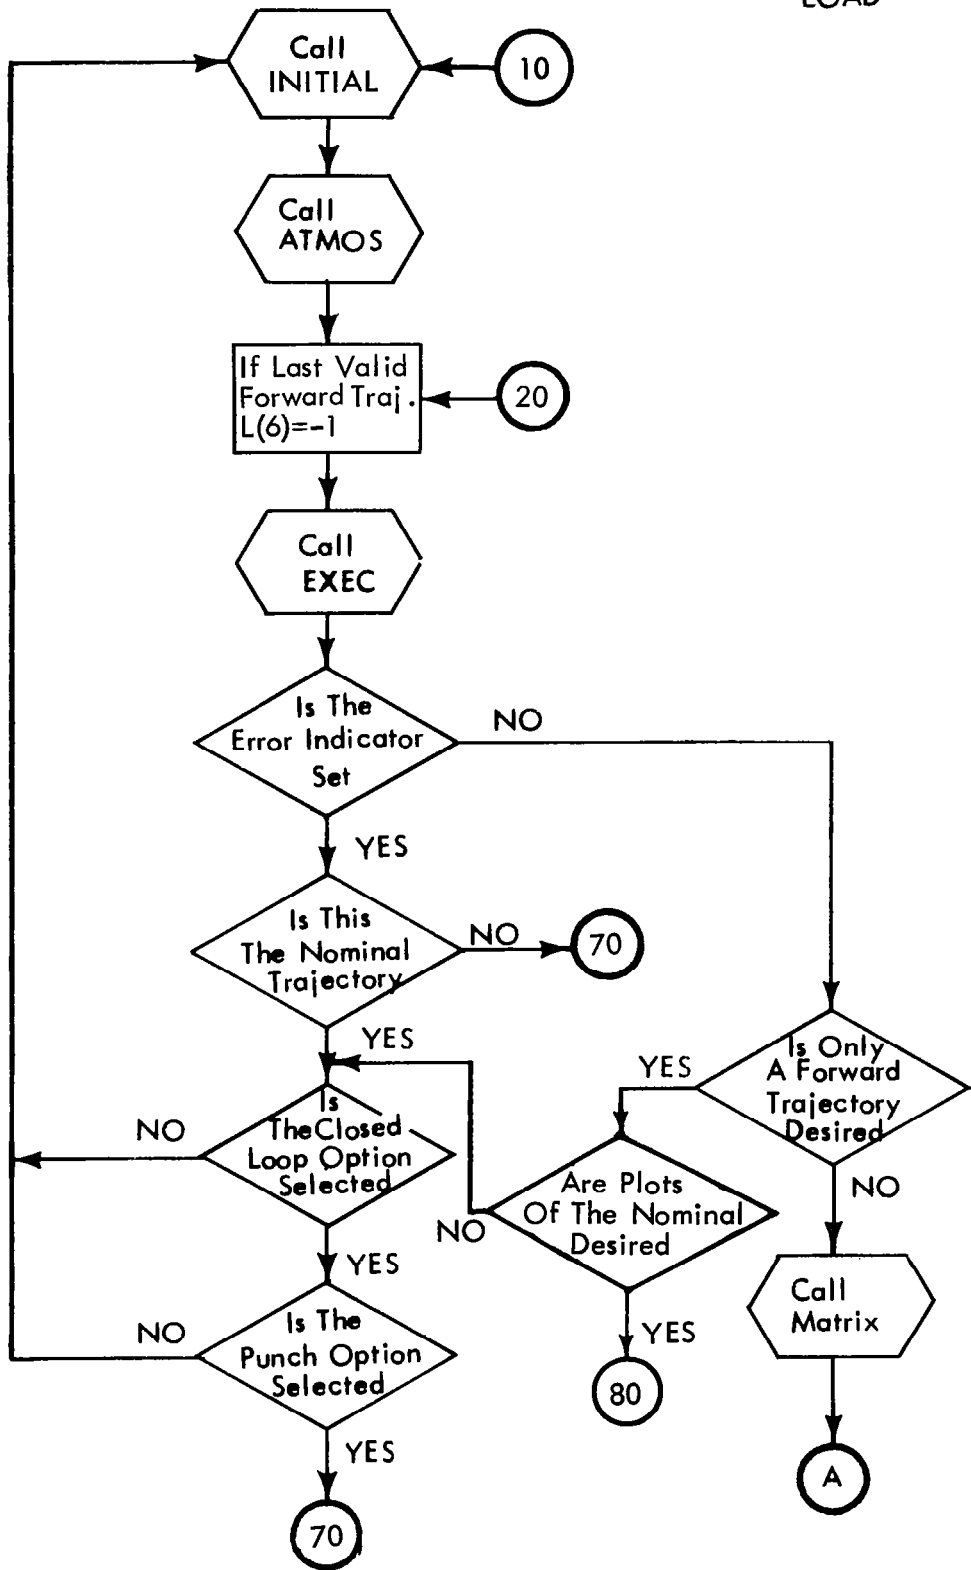 LOAD
Call
INITIAL
10
Call
ATMOS
If Last Valid
Forward Traj.
L(6)=-1
20
Call
EXEC
Is The
Error Indicator
Set
NO
YES
Is This
The Nominal
Trajectory
NO
70
YES
Is Only
A Forward
Trajectory
Desired
YES
NO
Is
The Closed
Loop Option
Selected
NO
YES
Are Plots
Of The Nominal
Desired
NO
YES
80
Call
Matrix
A
Is The
Punch Option
Selected
NO
YES
70